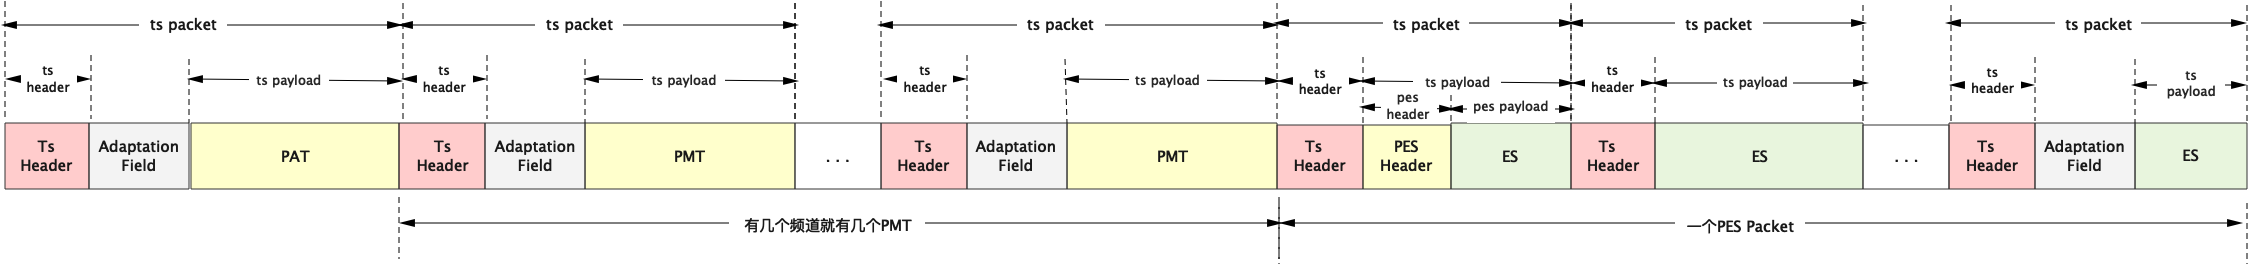 ts packet
ts packet
ts packet
ts packet
ts packet
ts packet
ts
header
ts payload
ts
header
ts payload
ts
header
ts payload
ts
header
ts payload
pes
header
pes payload
ts
header
ts payload
ts
header
ts
payload
Ts
Header
Adaptation
Field
PAT
Ts
Header
Adaptation
Field
PMT
...
Ts
Header
Adaptation
Field
PMT
Ts
Header
PES
Header
ES
Ts
Header
ES
...
Ts
Header
Adaptation
Field
ES
有几个频道就有几个PMT
一个PES Packet